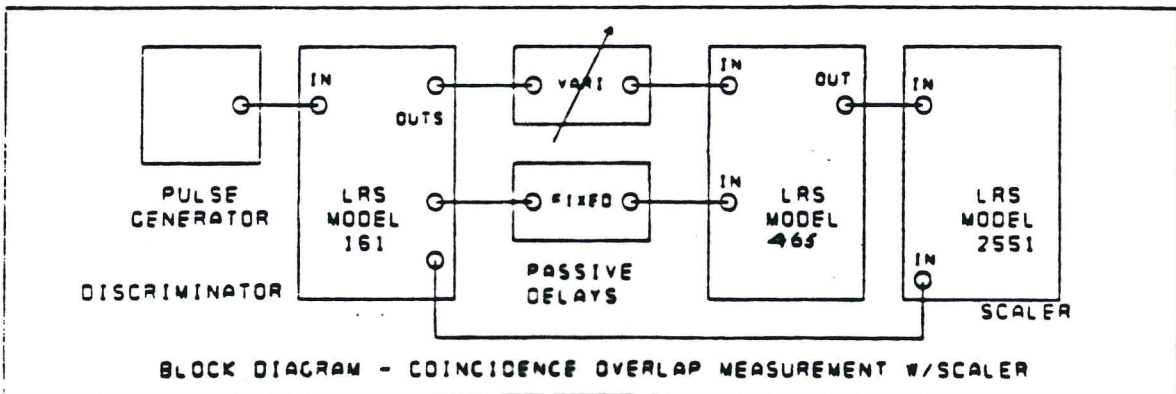 IN
OUTS
VARI
IN
OUT
IN
PULSE
GENERATOR
LRS
MODEL
161
FIXED
IN
LRS
MODEL
465
LRS
MODEL
2551
IN
DISCRIMINATOR
PASSIVE
DELAYS
SCALER
BLOCK DIAGRAM - COINCIDENCE OVERLAP MEASUREMENT W/SCALER